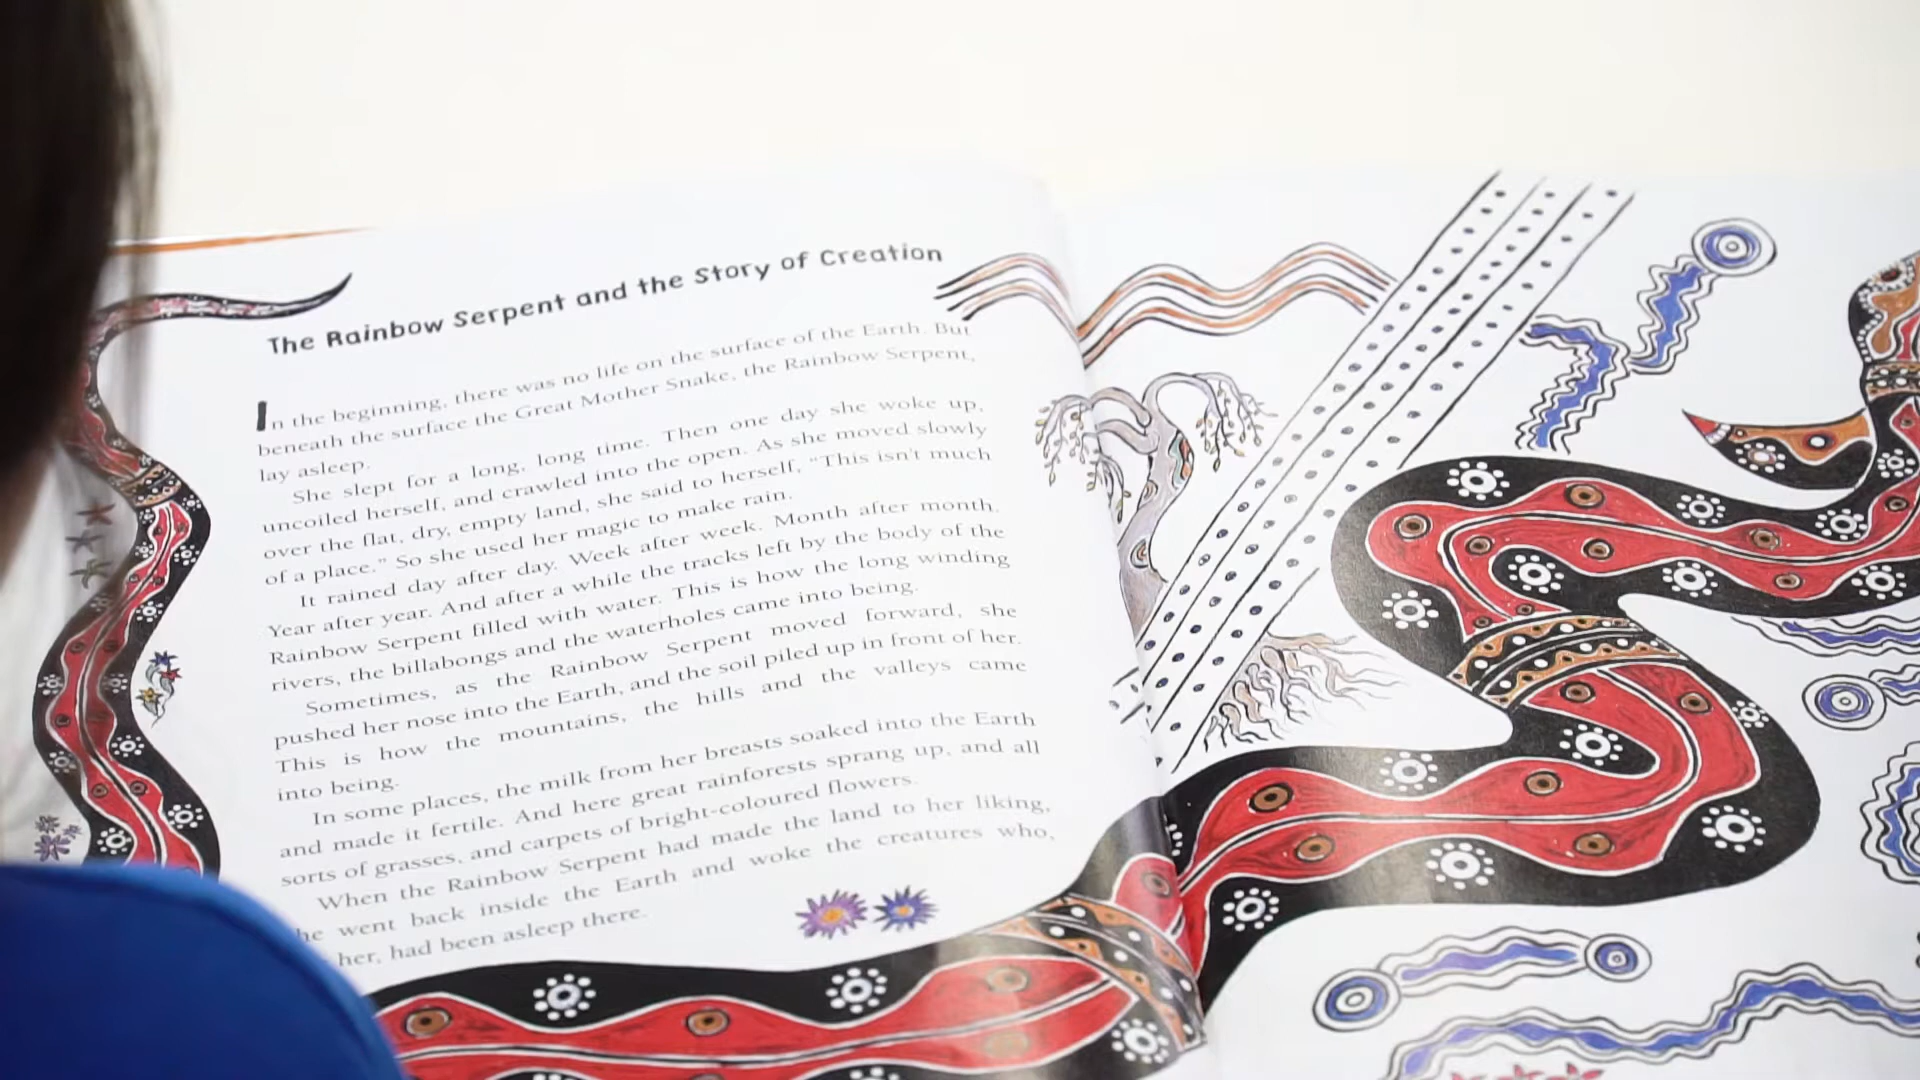 The Rainbow Serpent and the Story of Creation
In the beginning, there was no life on the surface of the Earth. But
beneath the surface the Great Mother Snake, the Rainbow Serpent,
lay asleep.
She slept for a long, long time. Then one day she woke up,
uncoiled herself, and crawled into the open. As she moved slowly
over the flat, dry, empty land, she said to herself, “This isn't much
of a place.” So she used her magic to make rain.
It rained day after day. Week after week. Month after month.
Year after year. And after a while the tracks left by the body of the
Rainbow Serpent filled with water. This is how the long winding
rivers, the billabongs and the waterholes came into being.
Sometimes, as the Rainbow Serpent moved forward, she
pushed her nose into the Earth, and the soil piled up in front of her.
This is how the mountains, the hills and the valleys came
into being.
In some places, the milk from her breasts soaked into the Earth
and made it fertile. And here great rainforests sprang up, and all
sorts of grasses, and carpets of bright-coloured flowers.
When the Rainbow Serpent had made the land to her liking,
he went back inside the Earth and woke the creatures who,
her, had been asleep there.